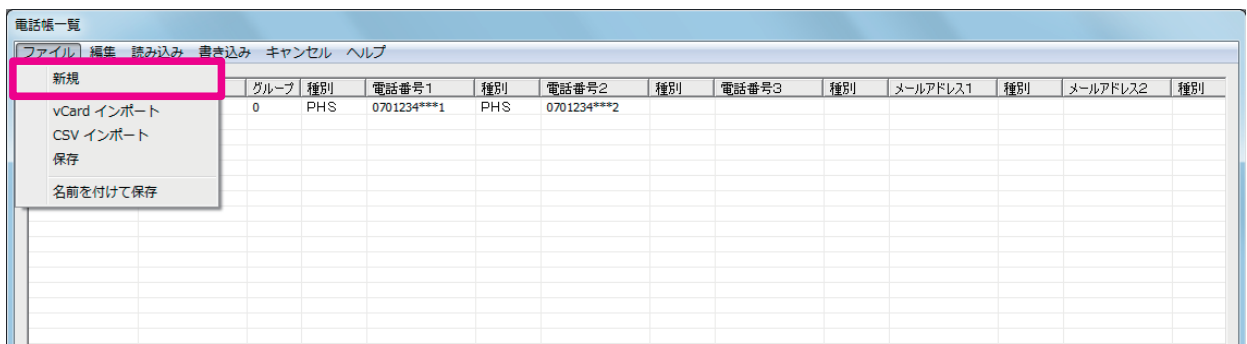 電話帳一覧
ファイル 編集 読み込み 書き込み キャンセル ヘルプ
新規
vCard インポート
CSV インポート
保存
名前を付けて保存
グループ 種別 電話番号1 種別 電話番号2 種別 電話番号3 種別 メールアドレス1 種別 メールアドレス2 種別
0 PHS 0701234***1 PHS 0701234***2